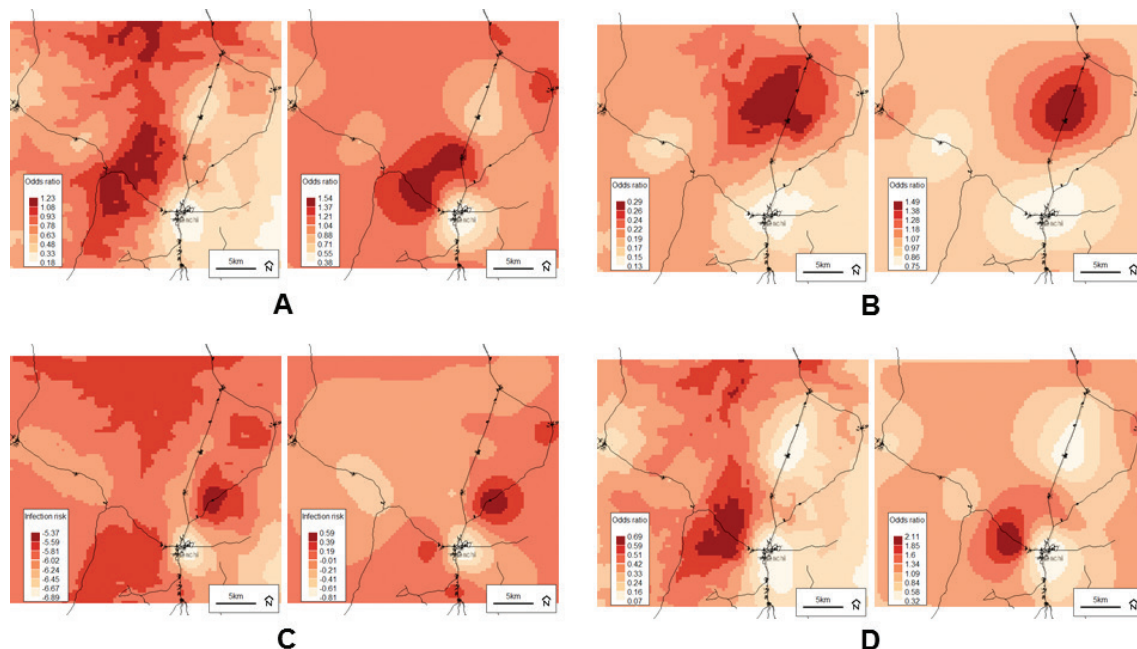 Odds ratio
1.23
1.08
0.93
0.78
0.63
0.48
0.33
0.18
5km
N
Odds ratio
1.54
1.37
1.21
1.04
0.88
0.71
0.55
0.38
5km
N
A
Odds ratio
0.29
0.26
0.24
0.22
0.19
0.17
0.15
0.13
5km
N
Odds ratio
1.49
1.38
1.28
1.18
1.07
0.97
0.86
0.75
5km
N
B
Infection risk
-5.37
-5.59
-5.81
-6.02
-6.24
-6.45
-6.67
-6.89
5km
N
Infection risk
0.59
0.39
0.19
-0.01
-0.21
-0.41
-0.61
-0.81
5km
N
C
Odds ratio
0.69
0.59
0.51
0.42
0.33
0.24
0.16
0.07
5km
N
Odds ratio
2.11
1.85
1.6
1.34
1.09
0.84
0.58
0.32
5km
N
D